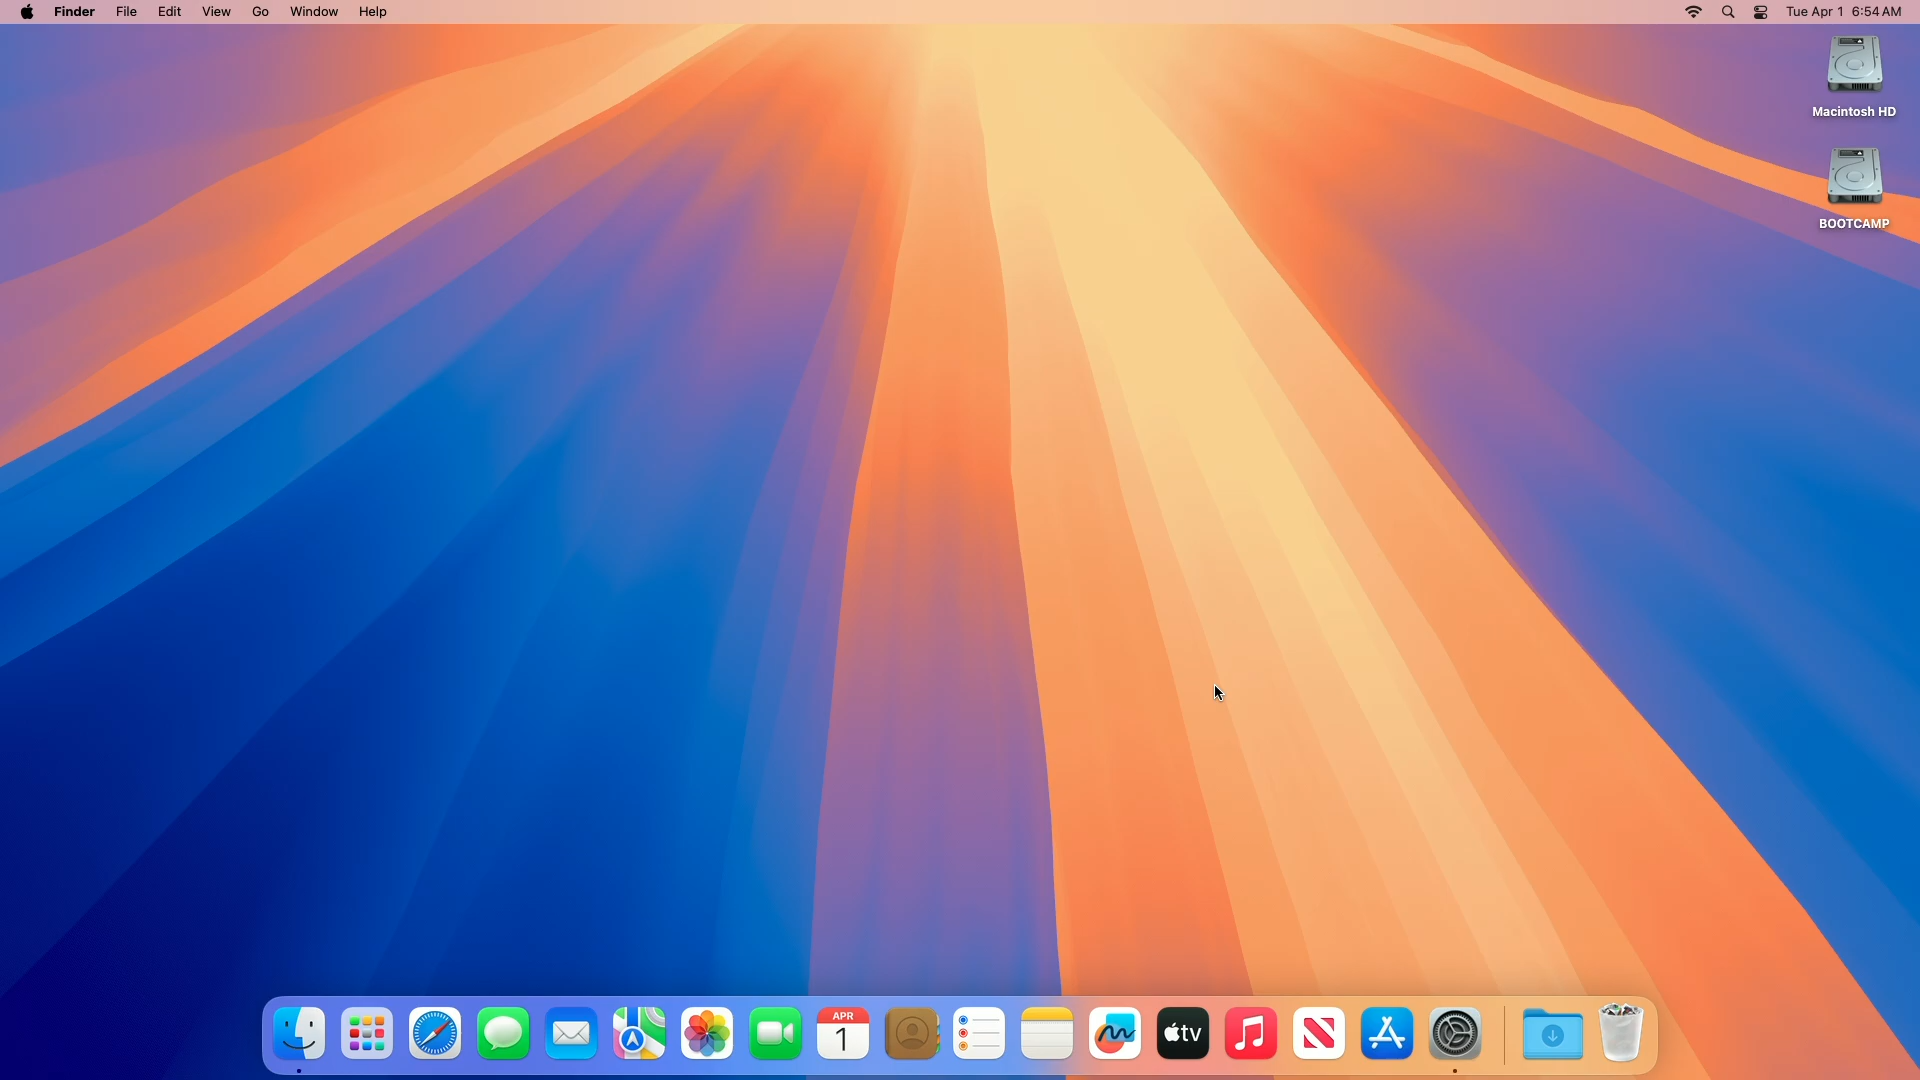 Finder File Edit View Go Window Help Tue Apr 1 6:54 AM
Macintosh HD
BOOTCAMP
APR
1
tv